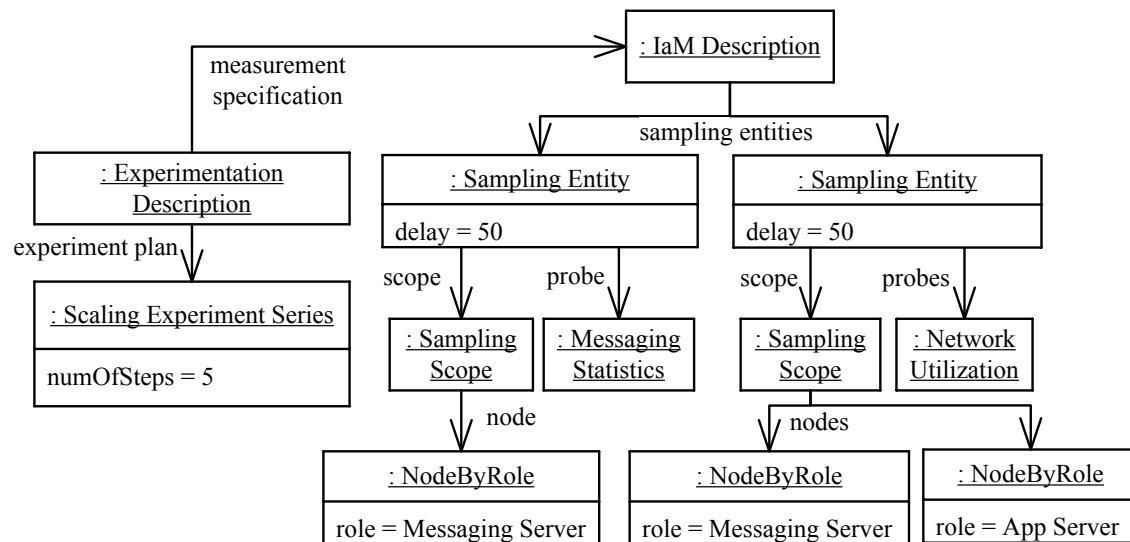 : IaM Description
measurement
specification
sampling entities
: Experimentation
Description
: Sampling Entity
delay = 50
: Sampling Entity
delay = 50
experiment plan
scope
probe
scope
probes
: Scaling Experiment Series
numOfSteps = 5
: Sampling
Scope
: Messaging
Statistics
: Sampling
Scope
: Network
Utilization
node
nodes
: NodeByRole
role = Messaging Server
: NodeByRole
role = Messaging Server
: NodeByRole
role = App Server